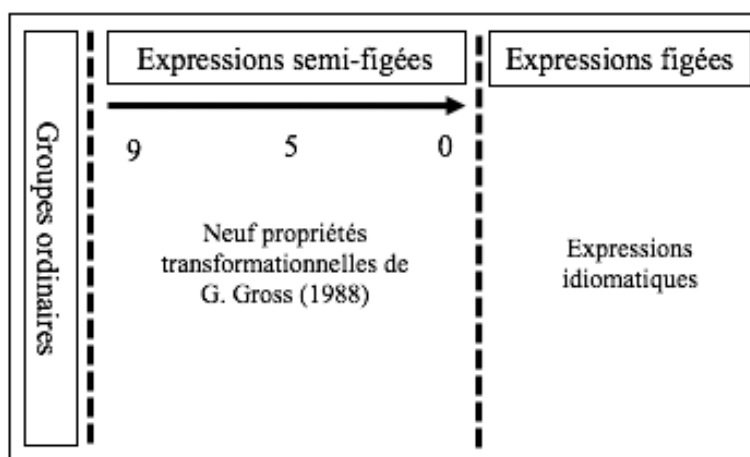 Groupes ordinaires
Expressions semi-figées
Expressions figées
9 5 0
Neuf propriétés
transformationnelles de
G. Gross (1988)
Expressions
idiomatiques